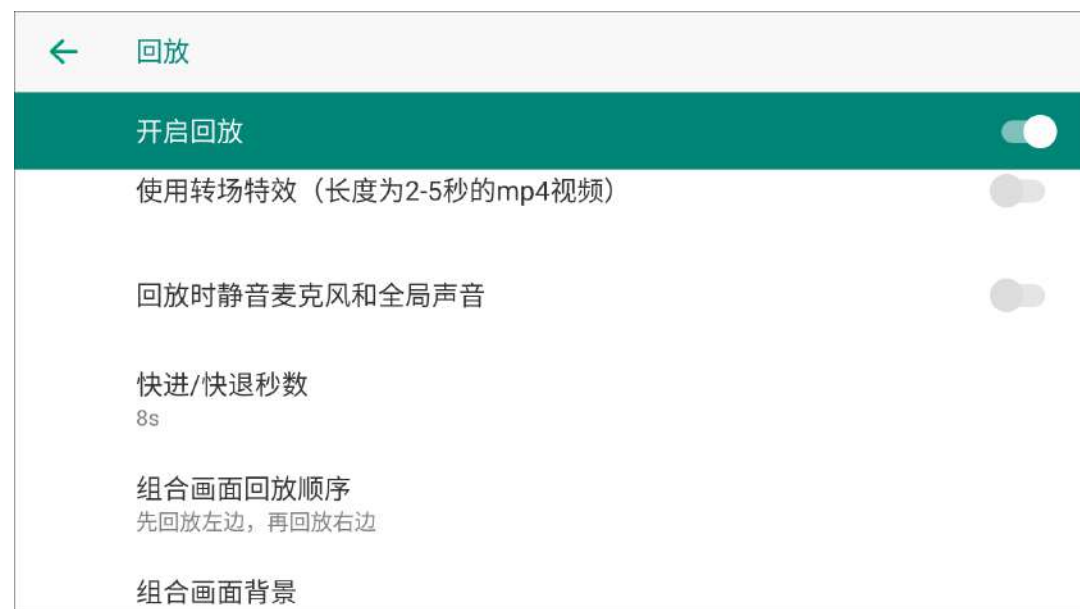 回放
开启回放
使用转场特效（长度为2-5秒的mp4视频）
回放时静音麦克风和全局声音
快进/快退秒数
8s
组合画面回放顺序
先回放左边，再回放右边
组合画面背景